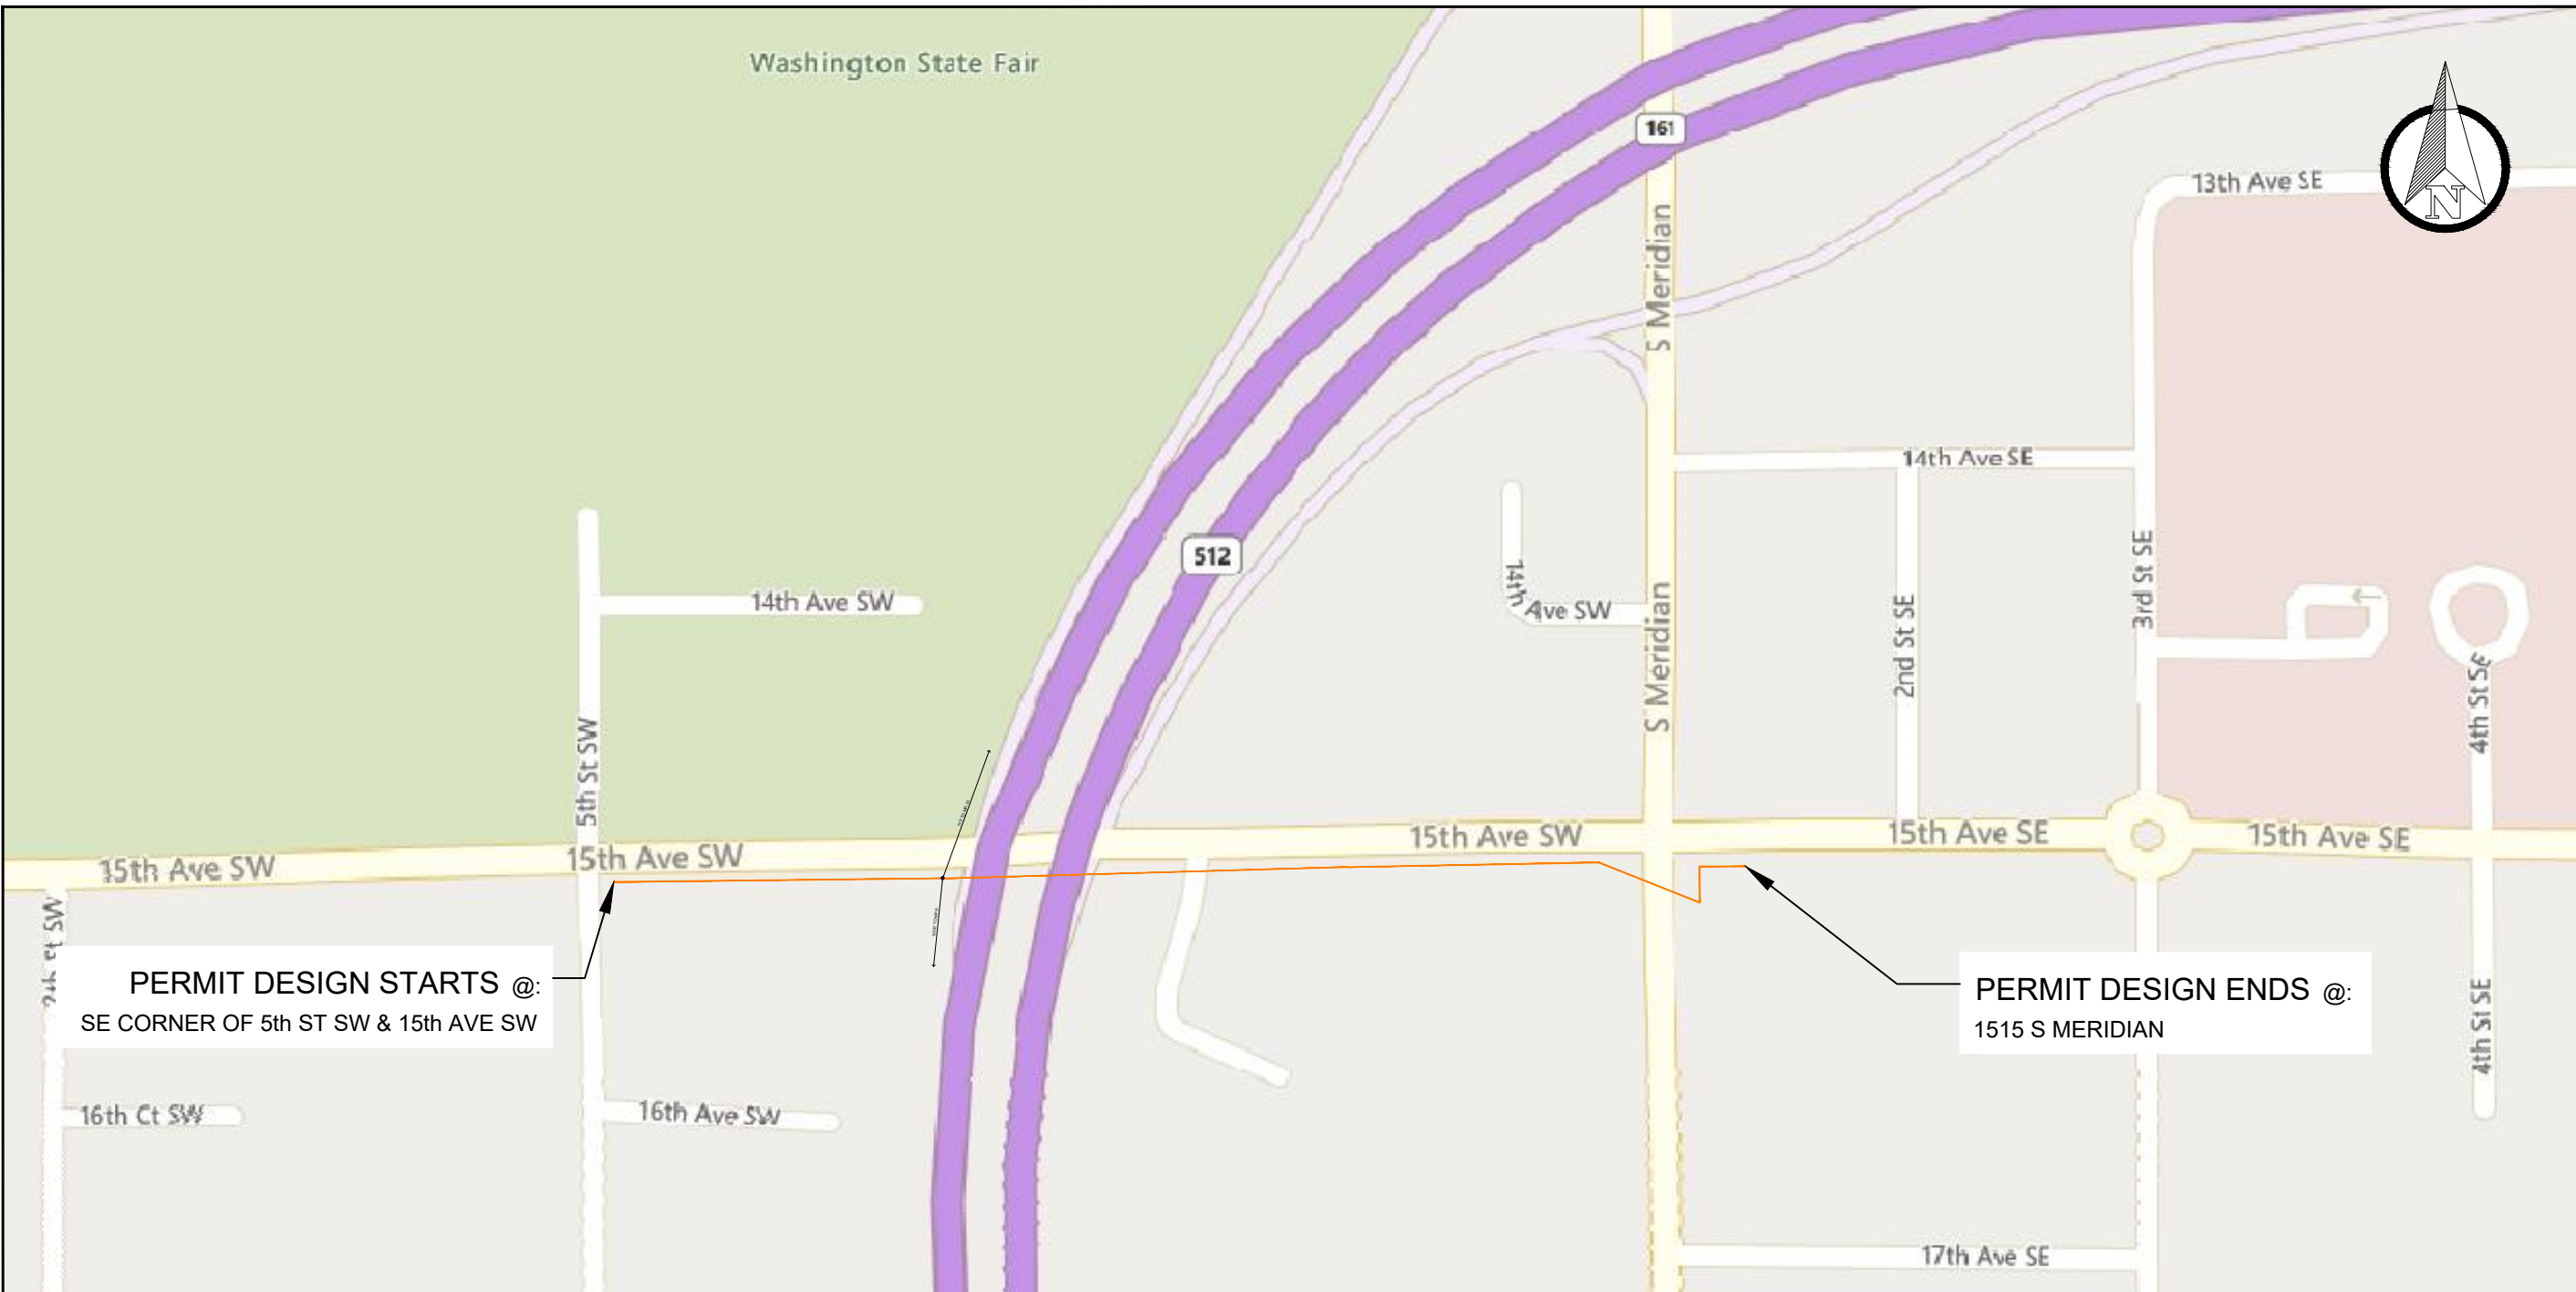 Washington State Fair
161
13th Ave SE
N
S Meridian
14th Ave SE
512
14th Ave SW
14th Ave SW
3rd St SE
2nd St SE
S Meridian
4th St SE
5th St SW
15th Ave SW
15th Ave SW
15th Ave SW
15th Ave SE
15th Ave SE
PERMIT DESIGN STARTS @:
SE CORNER OF 5th ST SW & 15th AVE SW
PERMIT DESIGN ENDS @:
1515 S MERIDIAN
4th St SE
16th Ct SW
16th Ave SW
17th Ave SE